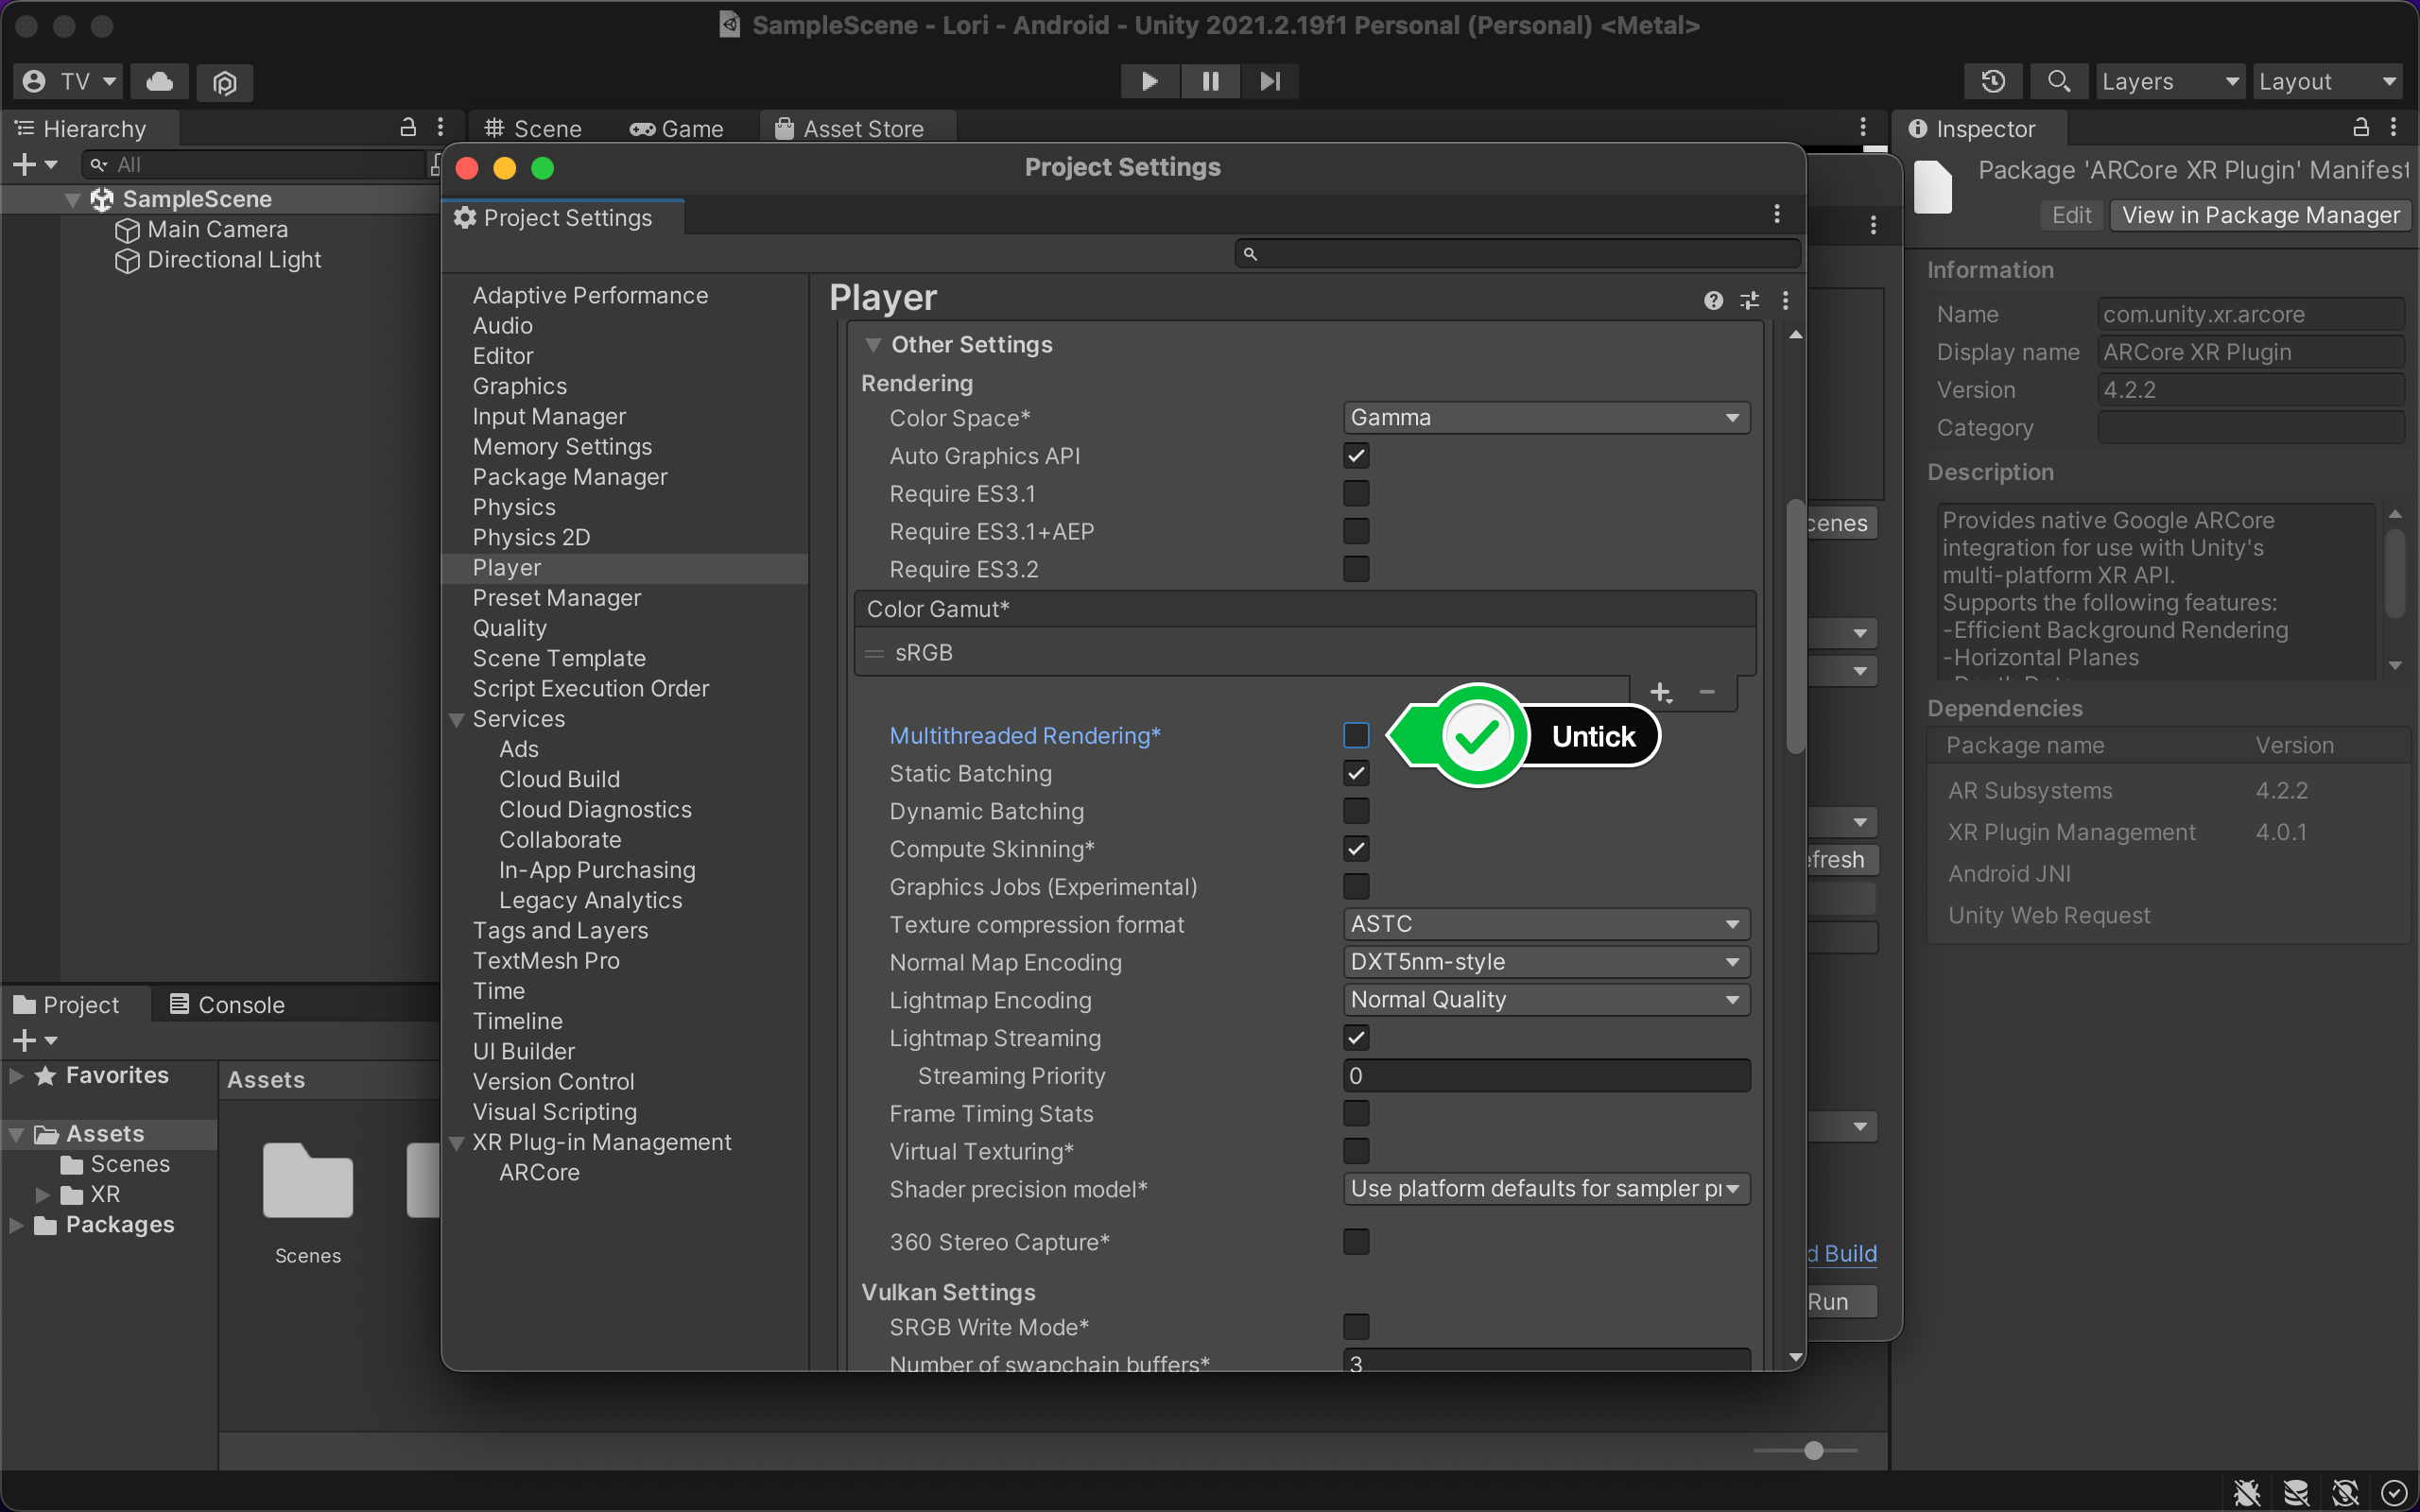 SampleScene - Lori - Android - Unity 2021.2.19f1 Personal (Personal) <Metal>
TV
Layers
Layout
Hierarchy
Scene
Game
Asset Store
Inspector
All
SampleScene
Main Camera
Directional Light
Project Settings
Project Settings
Adaptive Performance
Audio
Editor
Graphics
Input Manager
Memory Settings
Package Manager
Physics
Physics 2D
Player
Preset Manager
Quality
Scene Template
Script Execution Order
Services
Ads
Cloud Build
Cloud Diagnostics
Collaborate
In-App Purchasing
Legacy Analytics
Tags and Layers
TextMesh Pro
Time
Timeline
UI Builder
Version Control
Visual Scripting
XR Plug-in Management
ARCore
Player
Other Settings
Rendering
Color Space* Gamma
Auto Graphics API
Require ES3.1
Require ES3.1+AEP
Require ES3.2
Color Gamut*
sRGB
Multithreaded Rendering*
Untick
Static Batching
Dynamic Batching
Compute Skinning*
Graphics Jobs (Experimental)
Texture compression format ASTC
Normal Map Encoding DXT5nm-style
Lightmap Encoding Normal Quality
Lightmap Streaming
Streaming Priority 0
Frame Timing Stats
Virtual Texturing*
Shader precision model* Use platform defaults for sampler pr
360 Stereo Capture*
Vulkan Settings
SRGB Write Mode*
Number of swapchain buffers* 3
cenes
efresh
d Build
Run
Package 'ARCore XR Plugin' Manifest
Edit
View in Package Manager
Information
Name com.unity.xr.arcore
Display name ARCore XR Plugin
Version 4.2.2
Category
Description
Provides native Google ARCore
integration for use with Unity's
multi-platform XR API.
Supports the following features:
-Efficient Background Rendering
-Horizontal Planes
Dependencies
Package name Version
AR Subsystems 4.2.2
XR Plugin Management 4.0.1
Android JNI
Unity Web Request
Project
Console
Favorites
Assets
Scenes
XR
Packages
Assets
Scenes